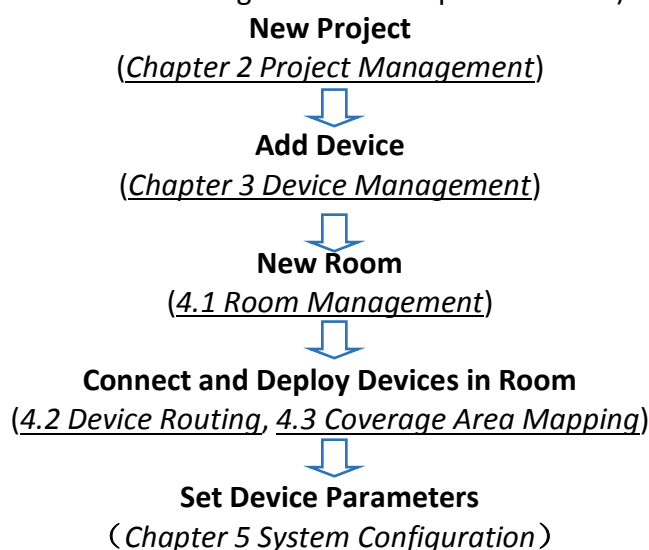 New Project
(Chapter 2 Project Management)
Add Device
(Chapter 3 Device Management)
New Room
(4.1 Room Management)
Connect and Deploy Devices in Room
(4.2 Device Routing, 4.3 Coverage Area Mapping)
Set Device Parameters
（Chapter 5 System Configuration）